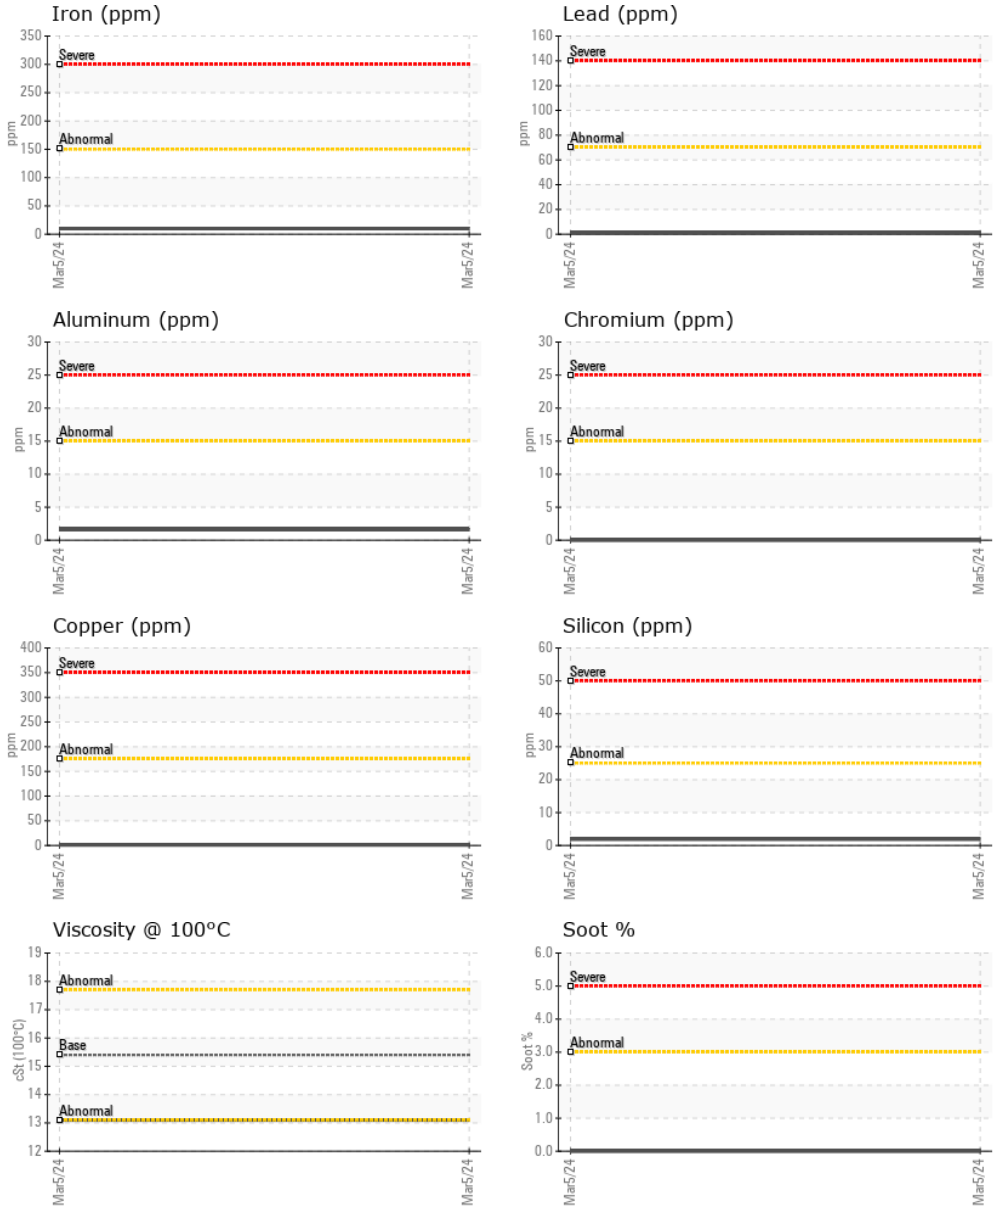 Iron (ppm)
350
300
250
200
150
100
50
0
ppm
Severe
Abnormal
Mar5/24
Mar5/24
Lead (ppm)
160
140
120
100
80
60
40
20
0
ppm
Severe
Abnormal
Mar5/24
Mar5/24
Aluminum (ppm)
30
25
20
15
10
5
0
ppm
Severe
Abnormal
Mar5/24
Mar5/24
Chromium (ppm)
30
25
20
15
10
5
0
ppm
Severe
Abnormal
Mar5/24
Mar5/24
Copper (ppm)
400
350
300
250
200
150
100
50
0
ppm
Severe
Abnormal
Mar5/24
Mar5/24
Silicon (ppm)
60
50
40
30
20
10
0
ppm
Severe
Abnormal
Mar5/24
Mar5/24
Viscosity @ 100°C
19
18
17
16
15
14
13
12
cSt (100°C)
Abnormal
Base
Abnormal
Mar5/24
Mar5/24
Soot %
6.0
5.0
4.0
3.0
2.0
1.0
0.0
Soot %
Severe
Abnormal
Mar5/24
Mar5/24